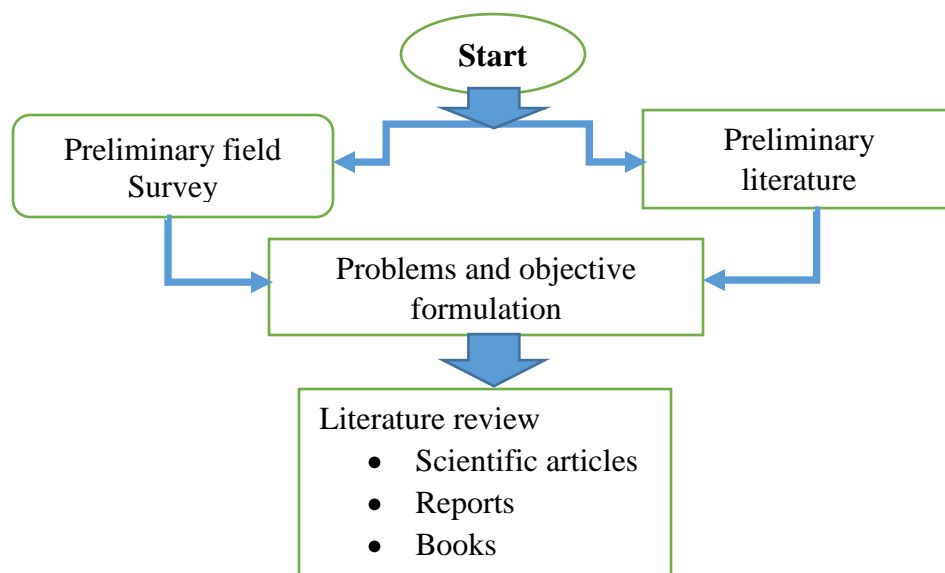 Start
Preliminary field
Survey
Preliminary
literature
Problems and objective
formulation
Literature review
• Scientific articles
• Reports
• Books